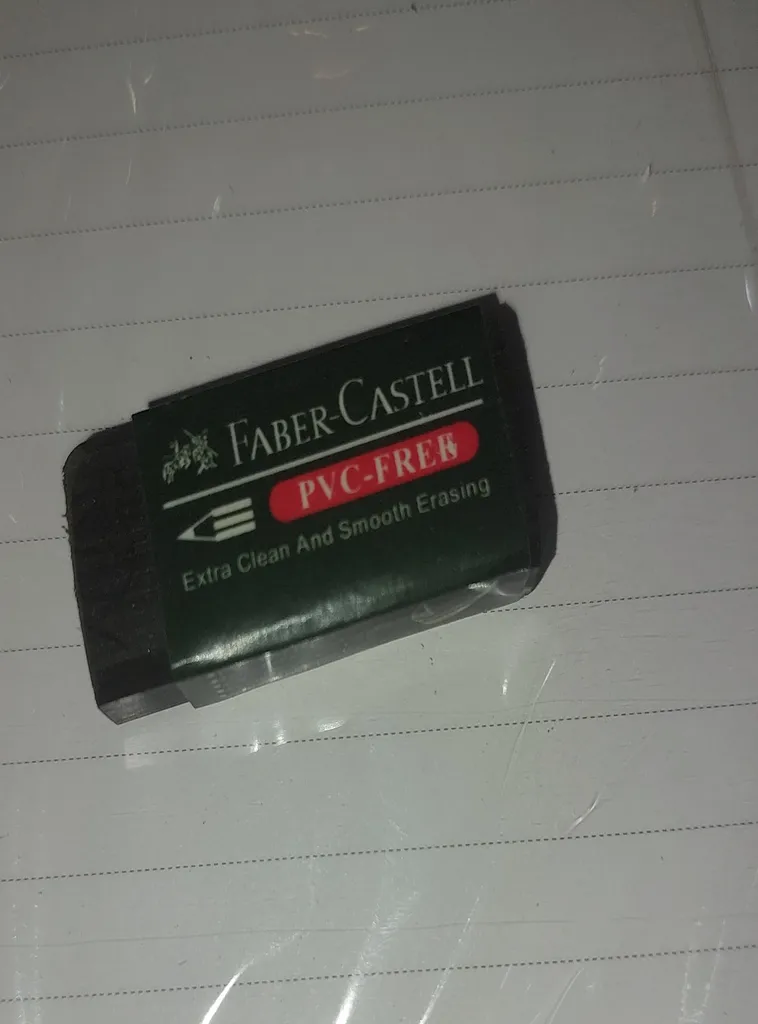 FABER-CASTELL
PVC-FREE
Extra Clean And Smooth Erasing